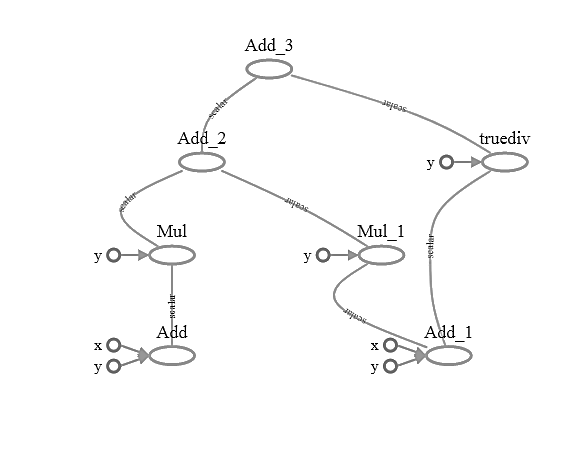 Add_3
scalar
scalar
Add_2
truediv
y
scalar
scalar
scalar
Mul
Mul_1
y
y
scalar
scalar
Add
Add_1
x
x
y
y